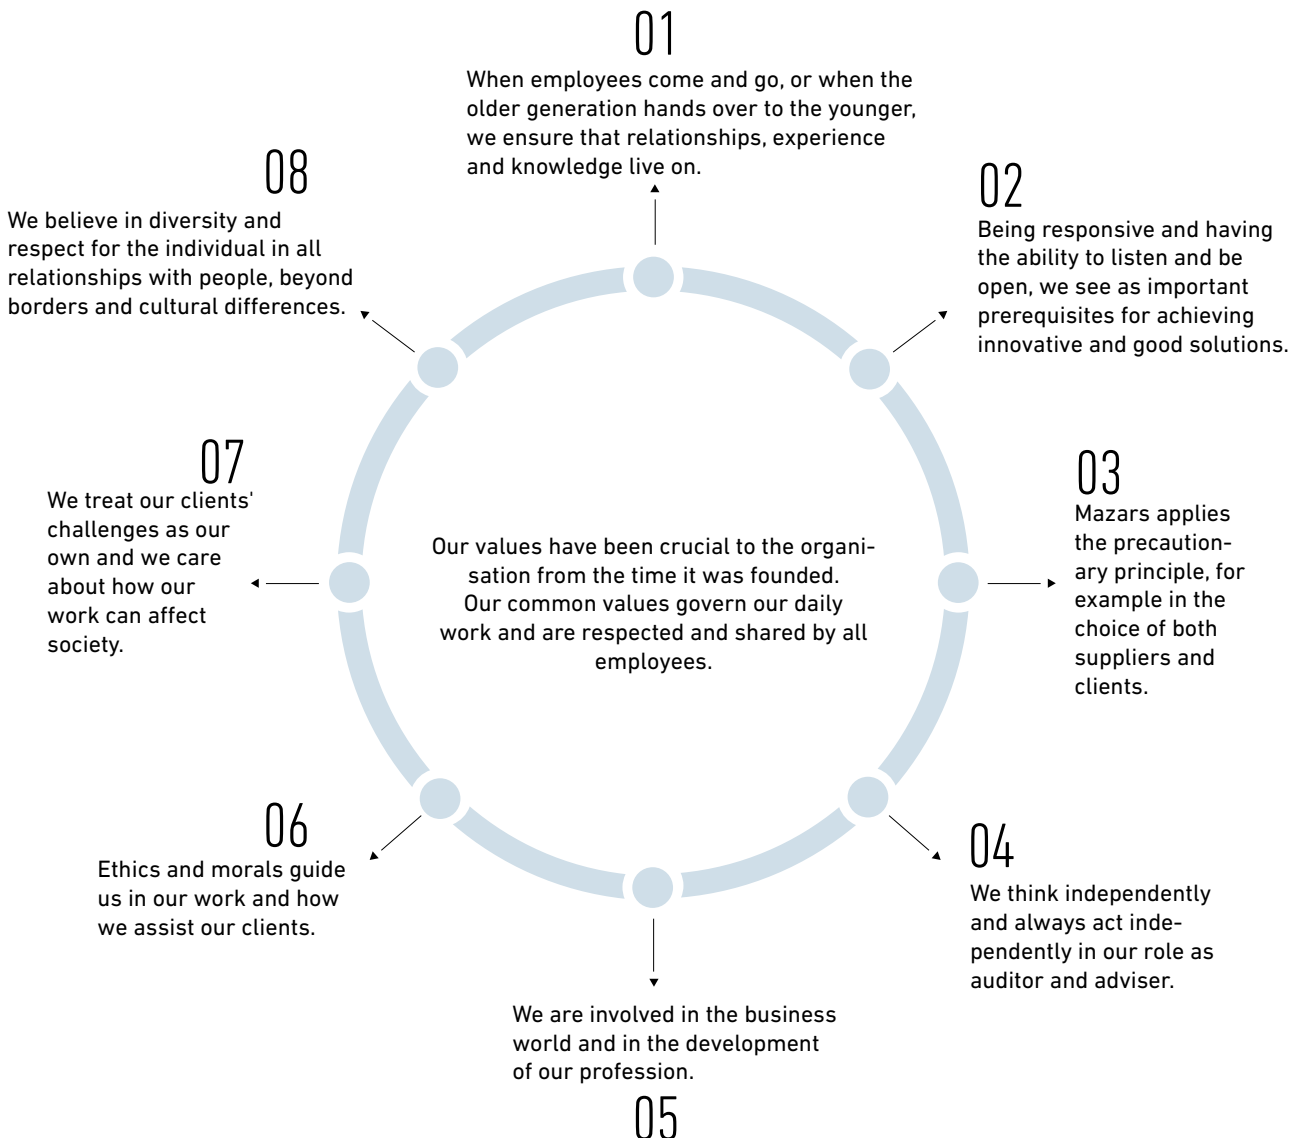 01
When employees come and go, or when the
older generation hands over to the younger,
we ensure that relationships, experience
and knowledge live on.
02
Being responsive and having
the ability to listen and be
open, we see as important
prerequisites for achieving
innovative and good solutions.
03
Mazars applies
the precaution-
ary principle, for
example in the
choice of both
suppliers and
clients.
04
We think independently
and always act inde-
pendently in our role as
auditor and adviser.
We are involved in the business
world and in the development
of our profession.
05
06
Ethics and morals guide
us in our work and how
we assist our clients.
07
We treat our clients'
challenges as our
own and we care
about how our
work can affect
society.
08
We believe in diversity and
respect for the individual in all
relationships with people, beyond
borders and cultural differences.
Our values have been crucial to the organi-
sation from the time it was founded.
Our common values govern our daily
work and are respected and shared by all
employees.